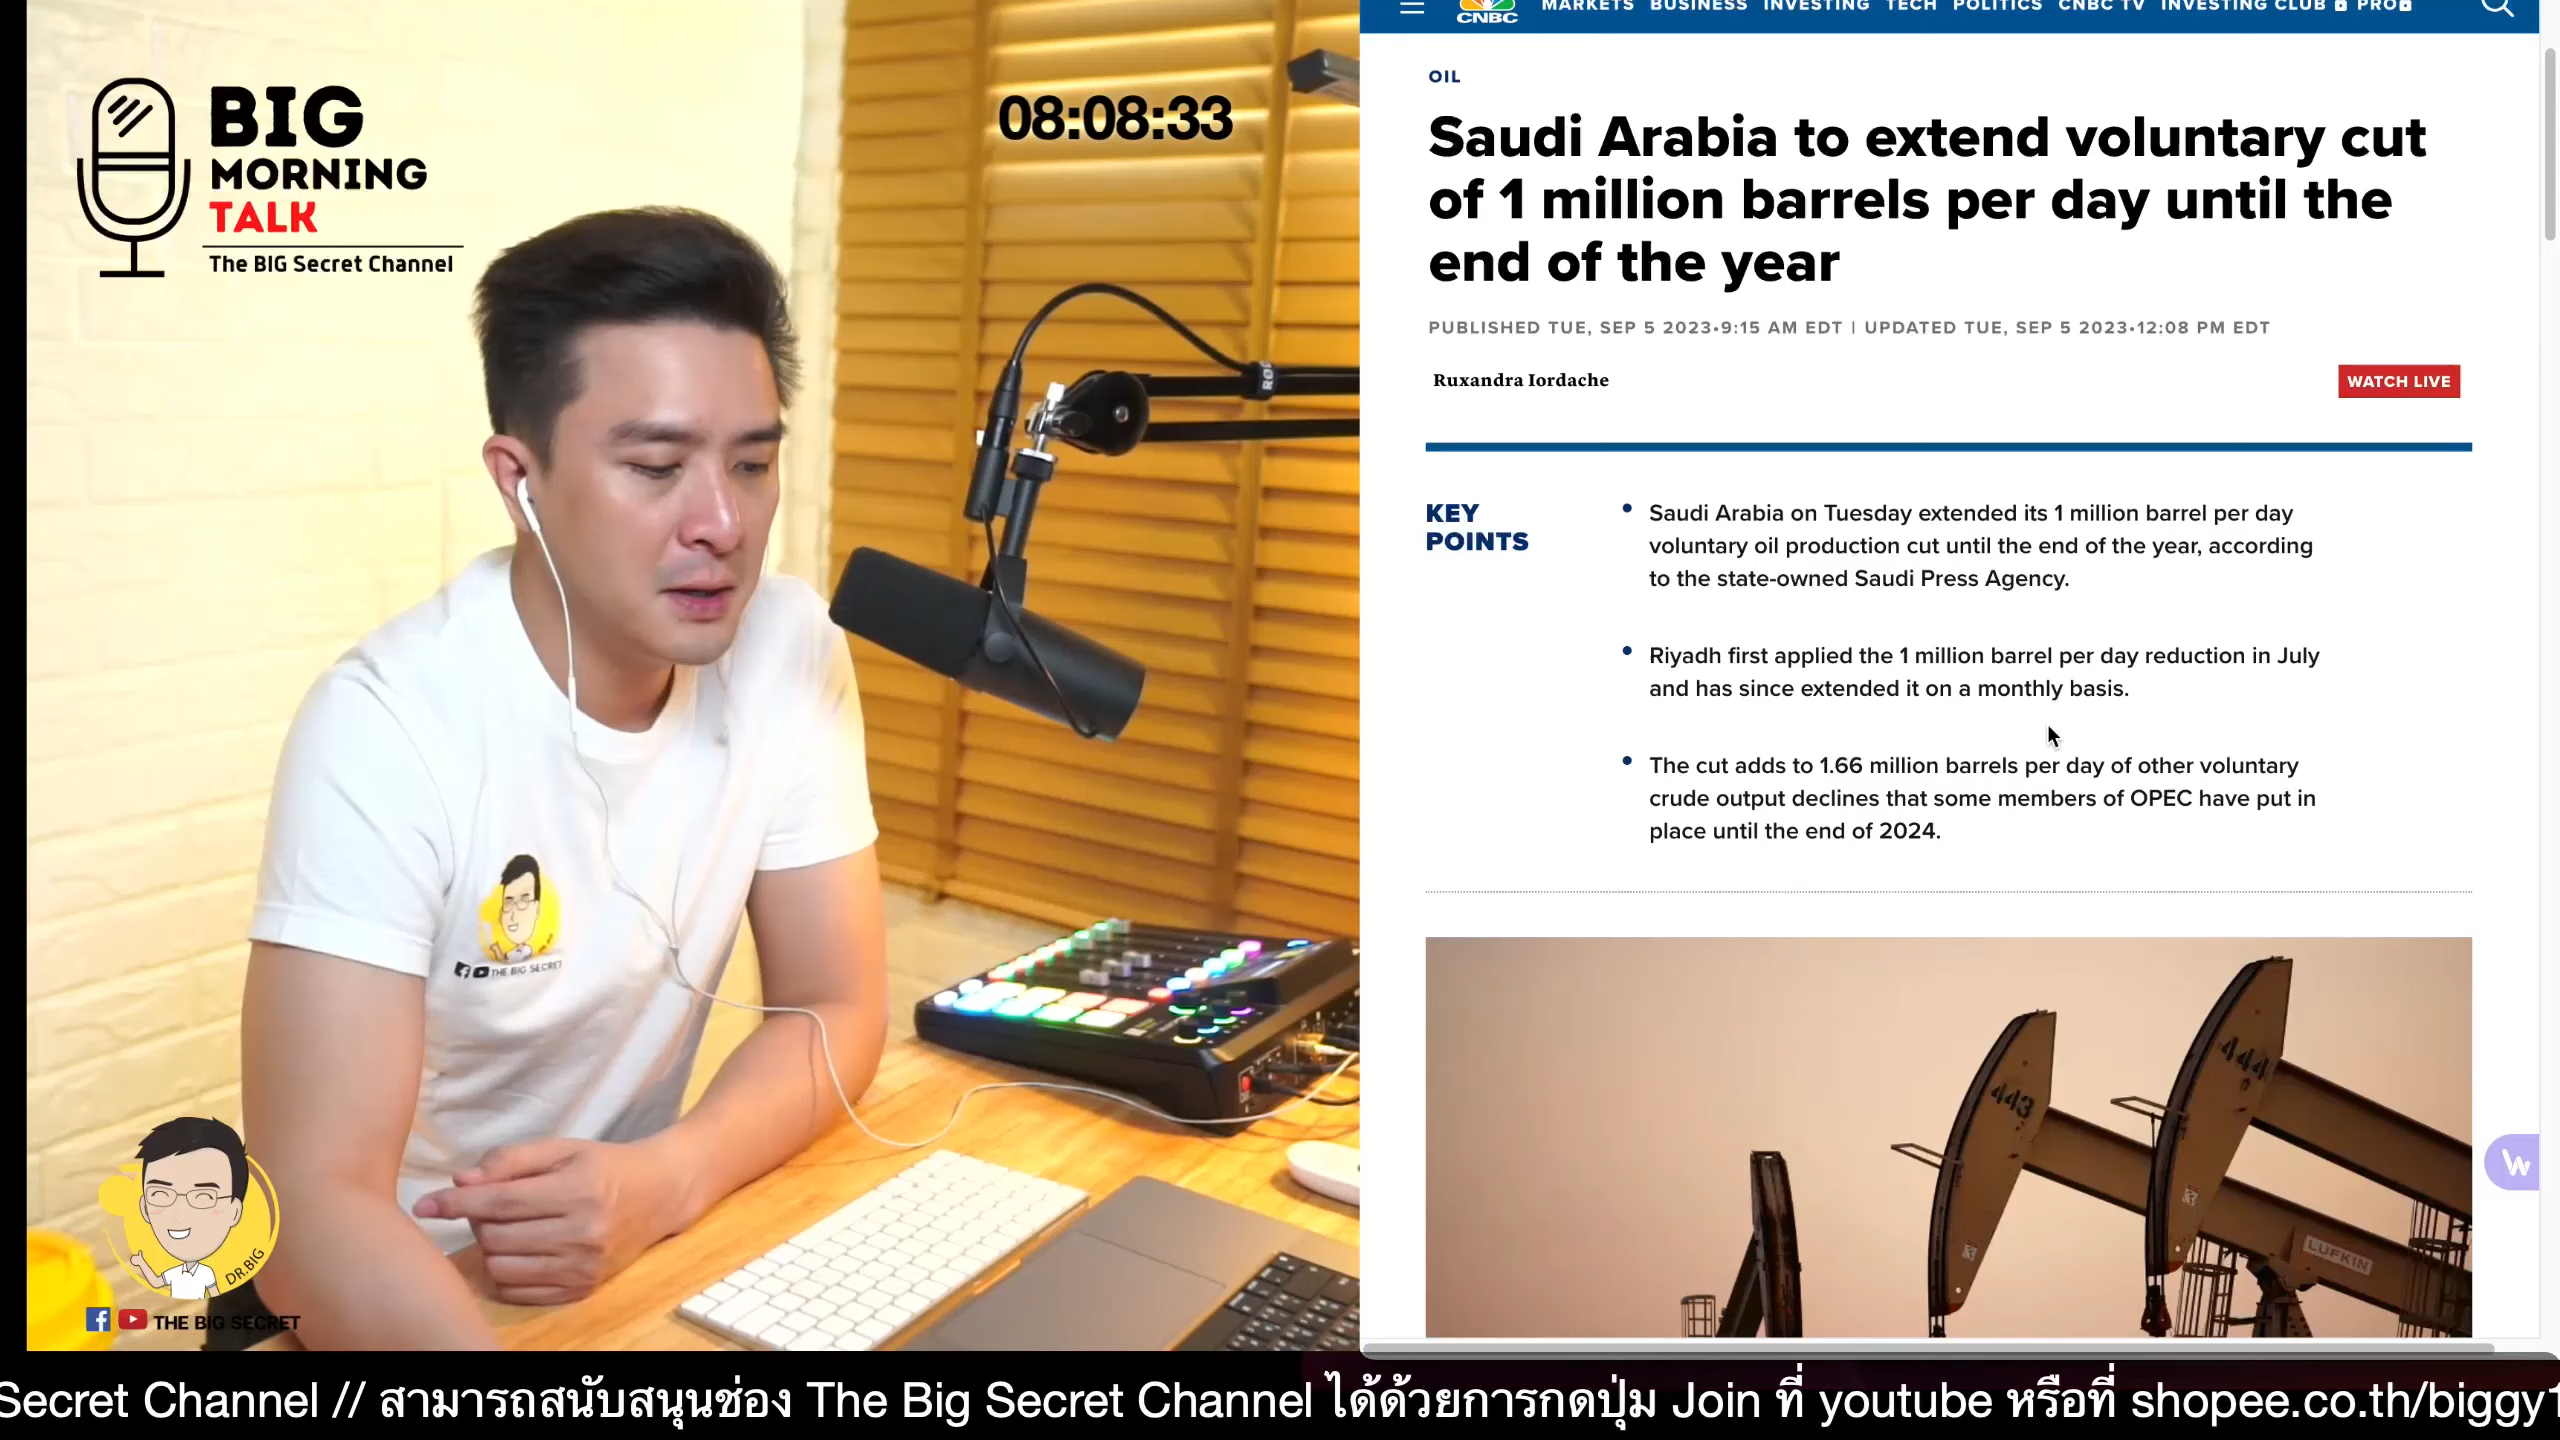 BIG
MORNING
TALK
The BIG Secret Channel
08:08:33
RØD
THE BIG SECRET
DR.BIG
THE BIG SECRET
CNBC
MARKETS BUSINESS INVESTING TECH POLITICS CNBC TV INVESTING CLUB PRO
OIL
Saudi Arabia to extend voluntary cut
of 1 million barrels per day until the
end of the year
PUBLISHED TUE, SEP 5 2023•9:15 AM EDT | UPDATED TUE, SEP 5 2023•12:08 PM EDT
Ruxandra Iordache
WATCH LIVE
KEY
POINTS
• Saudi Arabia on Tuesday extended its 1 million barrel per day
voluntary oil production cut until the end of the year, according
to the state-owned Saudi Press Agency.
• Riyadh first applied the 1 million barrel per day reduction in July
and has since extended it on a monthly basis.
• The cut adds to 1.66 million barrels per day of other voluntary
crude output declines that some members of OPEC have put in
place until the end of 2024.
443
444
LUFKIN
Secret Channel // สามารถสนับสนุนช่อง The Big Secret Channel ได้ด้วยการกดปุ่ม Join ที่ youtube หรือที่ shopee.co.th/biggy1